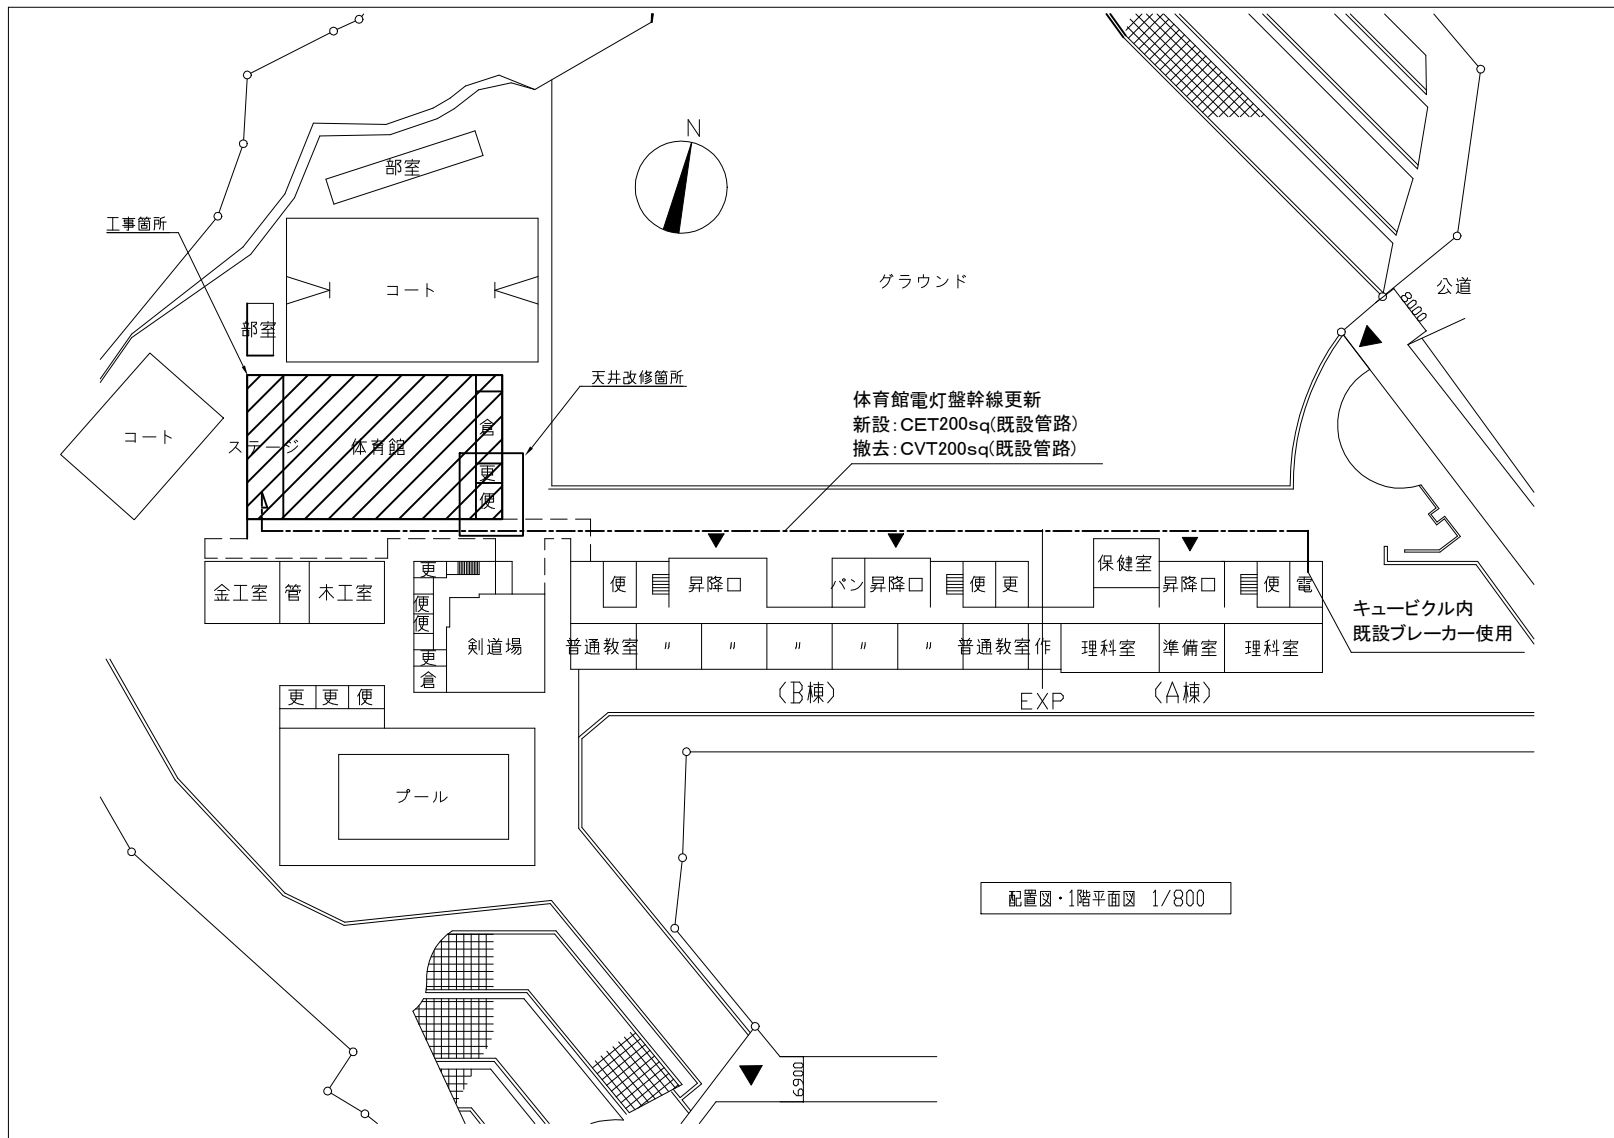 N
部室
工事箇所
コート
グラウンド
公道
8000
部室
天井改修箇所
コート
ステージ
体育館
倉
更
便
体育館電灯盤幹線更新
新設:CET200sq(既設管路)
撤去:CVT200sq(既設管路)
金工室
管
木工室
更
便
便
更
倉
剣道場
便
昇降口
パン
昇降口
便
更
保健室
昇降口
便
電
キュービクル内
既設ブレーカー使用
普通教室
〃
〃
〃
〃
〃
普通教室
作
理科室
準備室
理科室
(B棟)
EXP
(A棟)
更
更
便
プール
配置図・1階平面図 1/800
6900